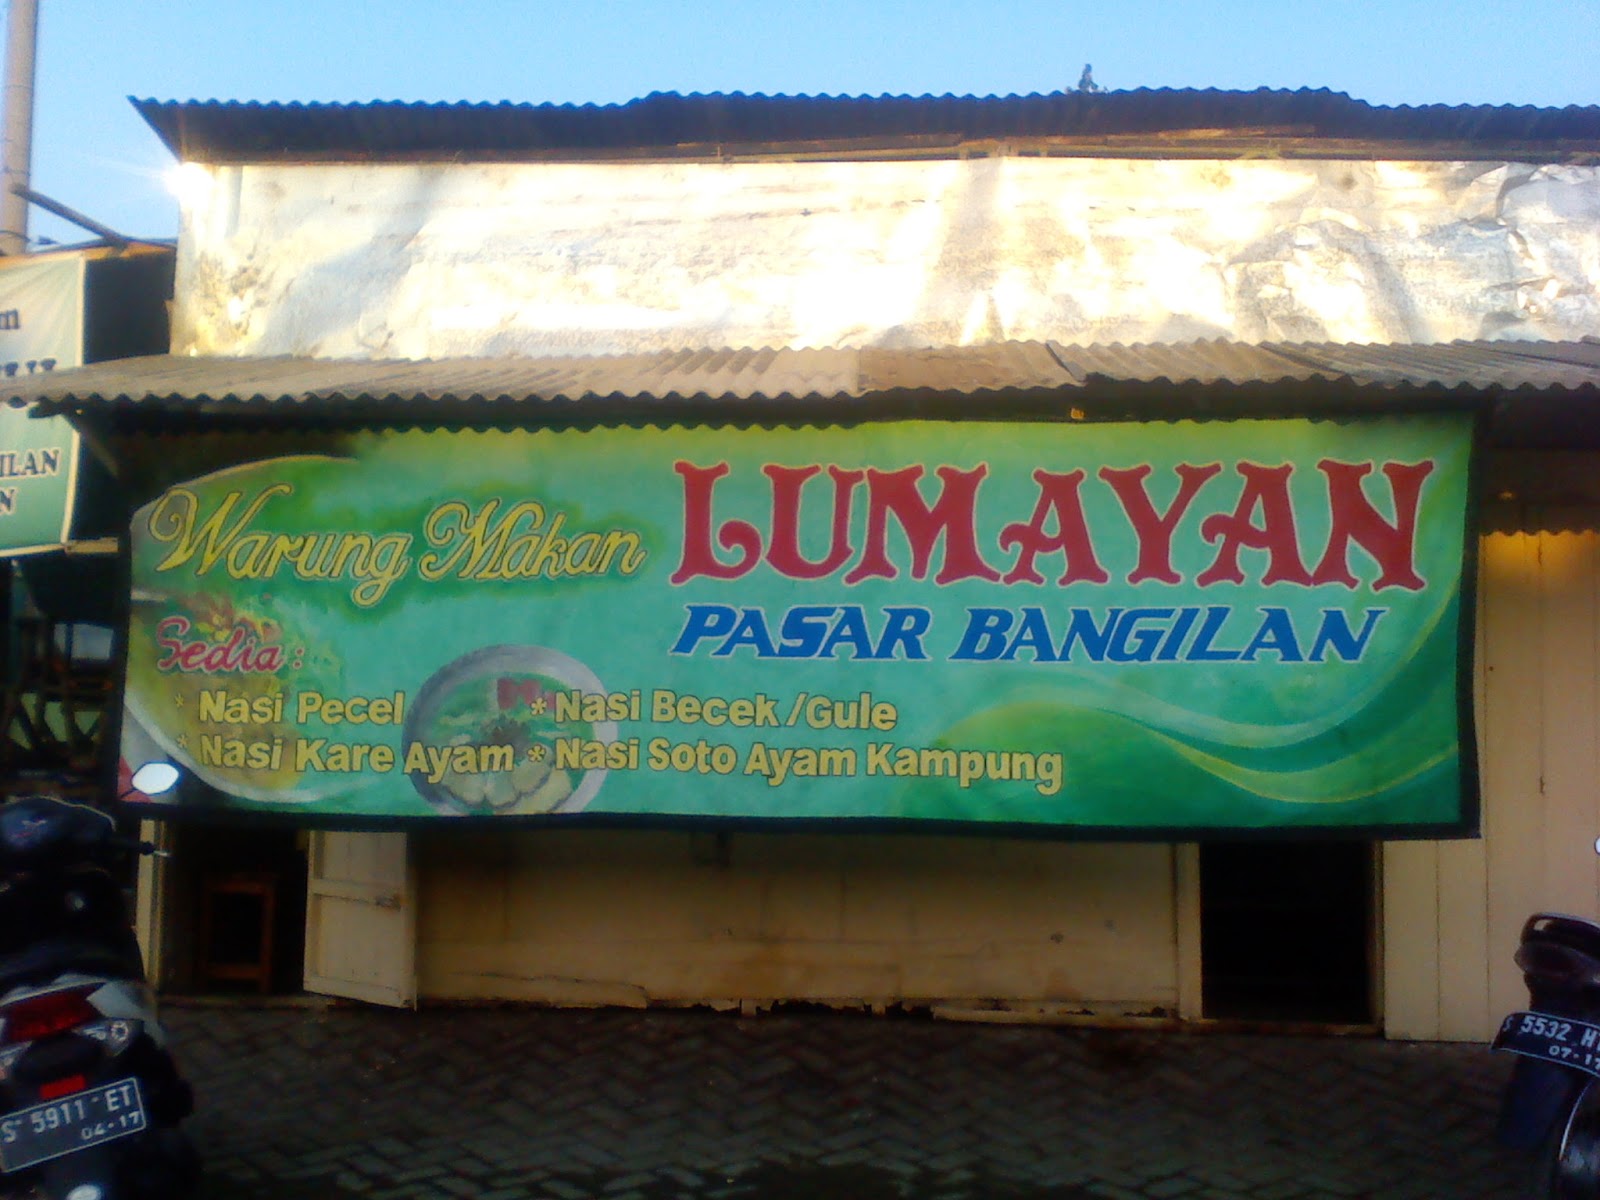 Warung Makan LUMAYAN
PASAR BANGILAN
Sedia :
* Nasi Pecel
* Nasi Kare Ayam
* Nasi Becek /Gule
* Nasi Soto Ayam Kampung
ILAN
S 5911 ET
04-17
S 5532
07-17